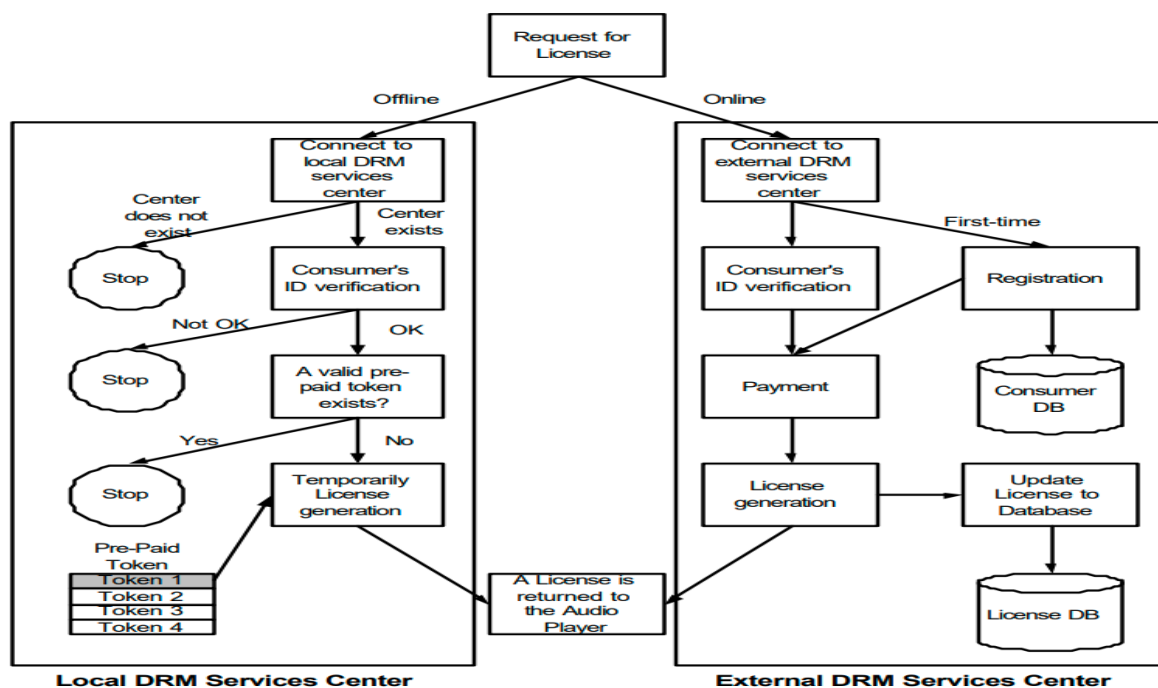 Request for
License
Offline
Online
Connect to
local DRM
services
center
Connect to
external DRM
services
center
Center
does not
exist
Center
exists
First-time
Stop
Consumer's
ID verification
Consumer's
ID verification
Registration
Not OK
OK
Stop
A valid pre-
paid token
exists?
Payment
Consumer
DB
Yes
No
Stop
Temporarily
License
generation
License
generation
Update
License to
Database
Pre-Paid
Token
Token 1
Token 2
Token 3
Token 4
A License is
returned to
the Audio
Player
License DB
Local DRM Services Center
External DRM Services Center